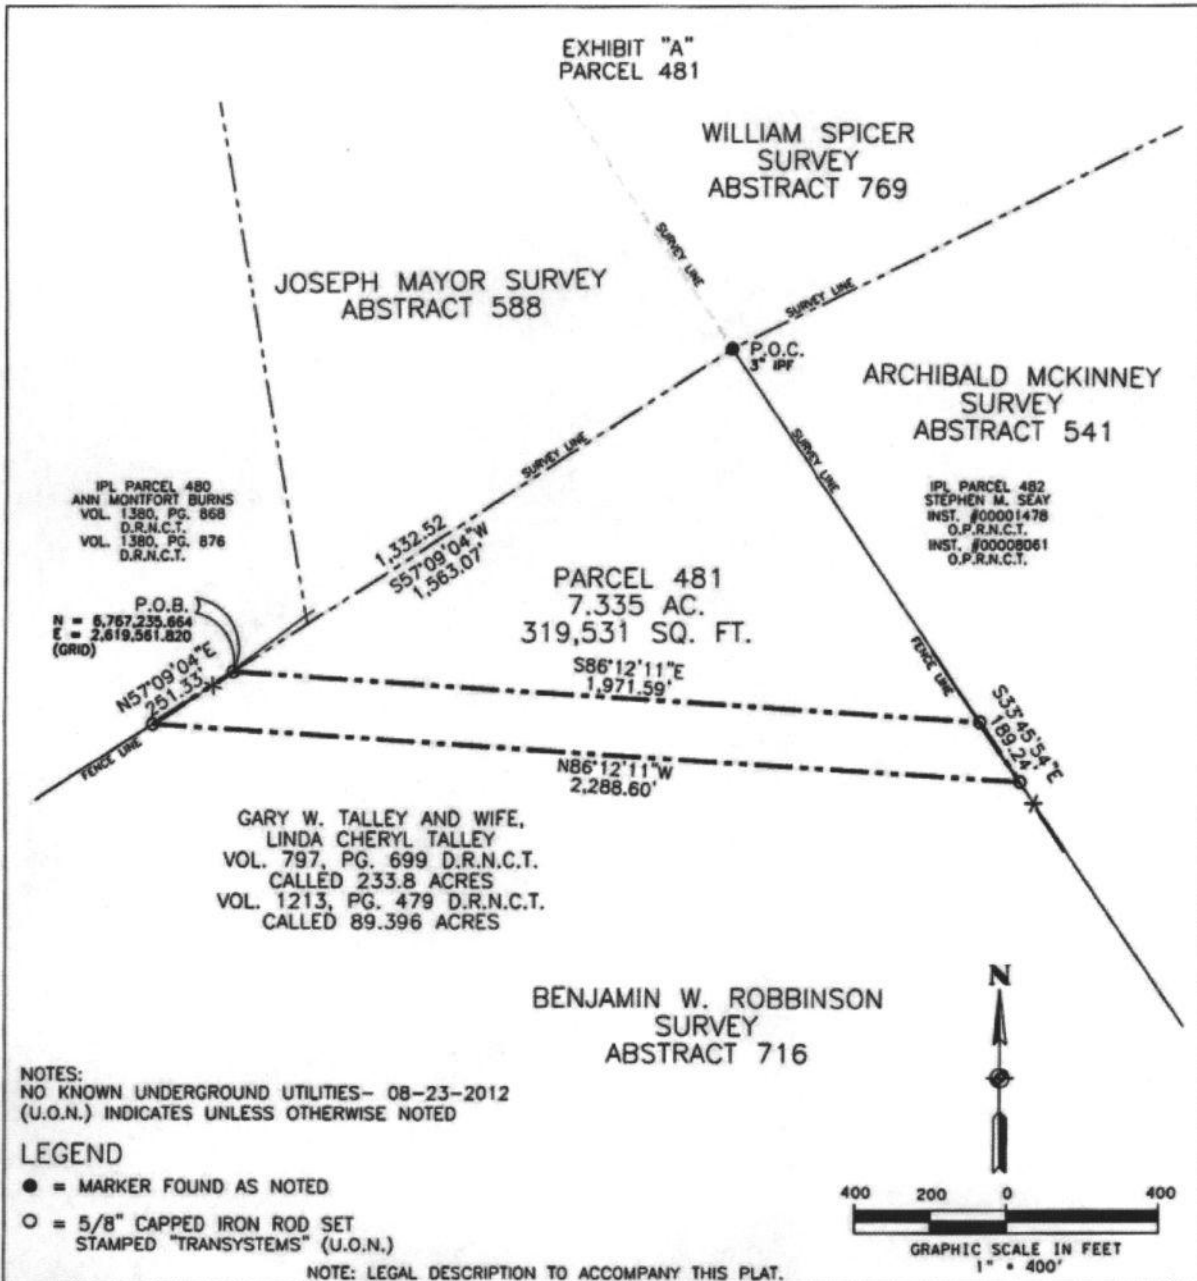 EXHIBIT "A"
PARCEL 481
WILLIAM SPICER
SURVEY
ABSTRACT 769
SURVEY LINE
JOSEPH MAYOR SURVEY
ABSTRACT 588
SURVEY LINE
P.O.C.
3" IPF
ARCHIBALD MCKINNEY
SURVEY
ABSTRACT 541
SURVEY LINE
SURVEY LINE
IPL PARCEL 480
ANN MONTFORT BURNS
VOL. 1380, PG. 868
D.R.N.C.T.
VOL. 1380, PG. 876
D.R.N.C.T.
IPL PARCEL 482
STEPHEN M. SEAY
INST. #00001478
O.P.R.N.C.T.
INST. #00008061
O.P.R.N.C.T.
1,332.52
S57°09'04"W
1,563.07'
PARCEL 481
7.335 AC.
319,531 SQ. FT.
P.O.B.
N = 6,767,235.664
E = 2,619,561.820
(GRID)
N57°09'04"E
251.33'
FENCE LINE
S86°12'11"E
1,971.59'
FENCE LINE
S33°45'54"E
189.24'
N86°12'11"W
2,288.60'
GARY W. TALLEY AND WIFE,
LINDA CHERYL TALLEY
VOL. 797, PG. 699 D.R.N.C.T.
CALLED 233.8 ACRES
VOL. 1213, PG. 479 D.R.N.C.T.
CALLED 89.396 ACRES
N
BENJAMIN W. ROBBINSON
SURVEY
ABSTRACT 716
NOTES:
NO KNOWN UNDERGROUND UTILITIES- 08-23-2012
(U.O.N.) INDICATES UNLESS OTHERWISE NOTED
LEGEND
● = MARKER FOUND AS NOTED
○ = 5/8" CAPPED IRON ROD SET
STAMPED "TRANSYSTEMS" (U.O.N.)
400 200 0 400
GRAPHIC SCALE IN FEET
1" = 400'
NOTE: LEGAL DESCRIPTION TO ACCOMPANY THIS PLAT.